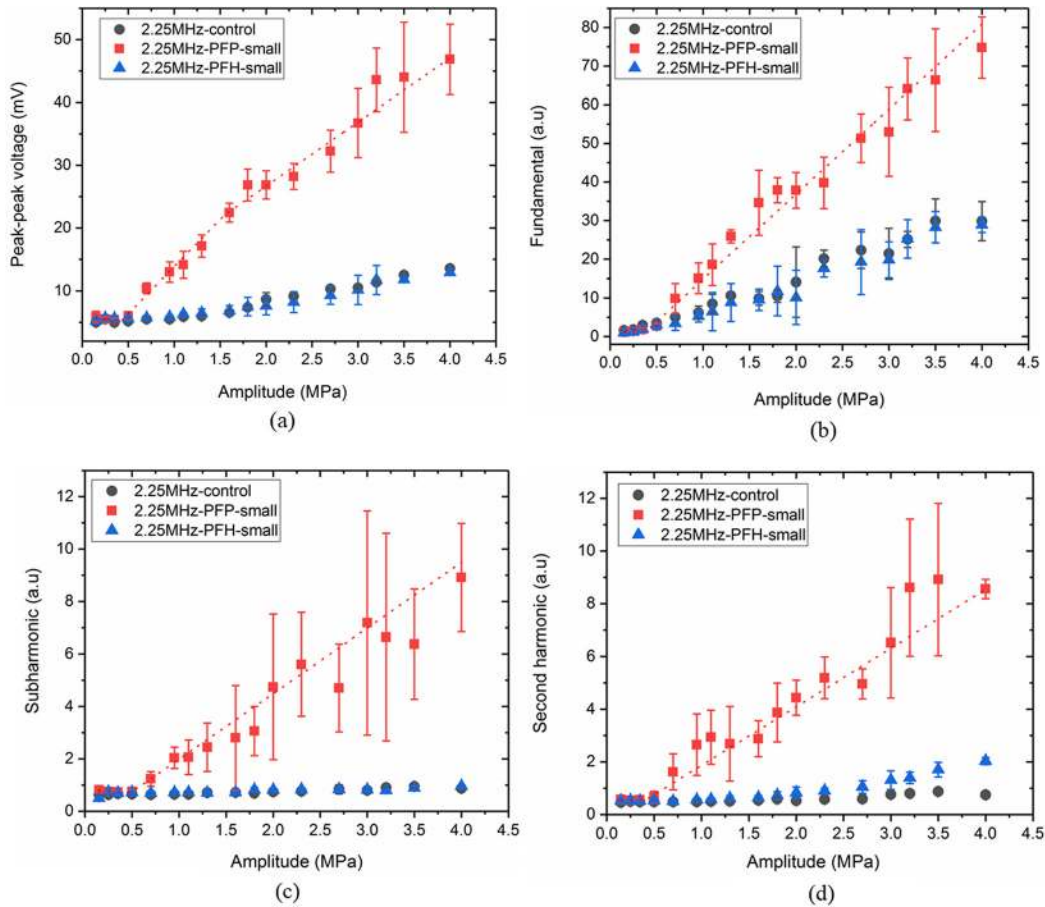 2.25MHz-control
2.25MHz-PFP-small
2.25MHz-PFH-small
Peak-peak voltage (mV)
50
40
30
20
10
0.0 0.5 1.0 1.5 2.0 2.5 3.0 3.5 4.0 4.5
Amplitude (MPa)
(a)
2.25MHz-control
2.25MHz-PFP-small
2.25MHz-PFH-small
Fundamental (a.u)
80
70
60
50
40
30
20
10
0
0.0 0.5 1.0 1.5 2.0 2.5 3.0 3.5 4.0 4.5
Amplitude (MPa)
(b)
2.25MHz-control
2.25MHz-PFP-small
2.25MHz-PFH-small
Subharmonic (a.u)
12
10
8
6
4
2
0
0.0 0.5 1.0 1.5 2.0 2.5 3.0 3.5 4.0 4.5
Amplitude (MPa)
(c)
2.25MHz-control
2.25MHz-PFP-small
2.25MHz-PFH-small
Second harmonic (a.u)
12
10
8
6
4
2
0
0.0 0.5 1.0 1.5 2.0 2.5 3.0 3.5 4.0 4.5
Amplitude (MPa)
(d)